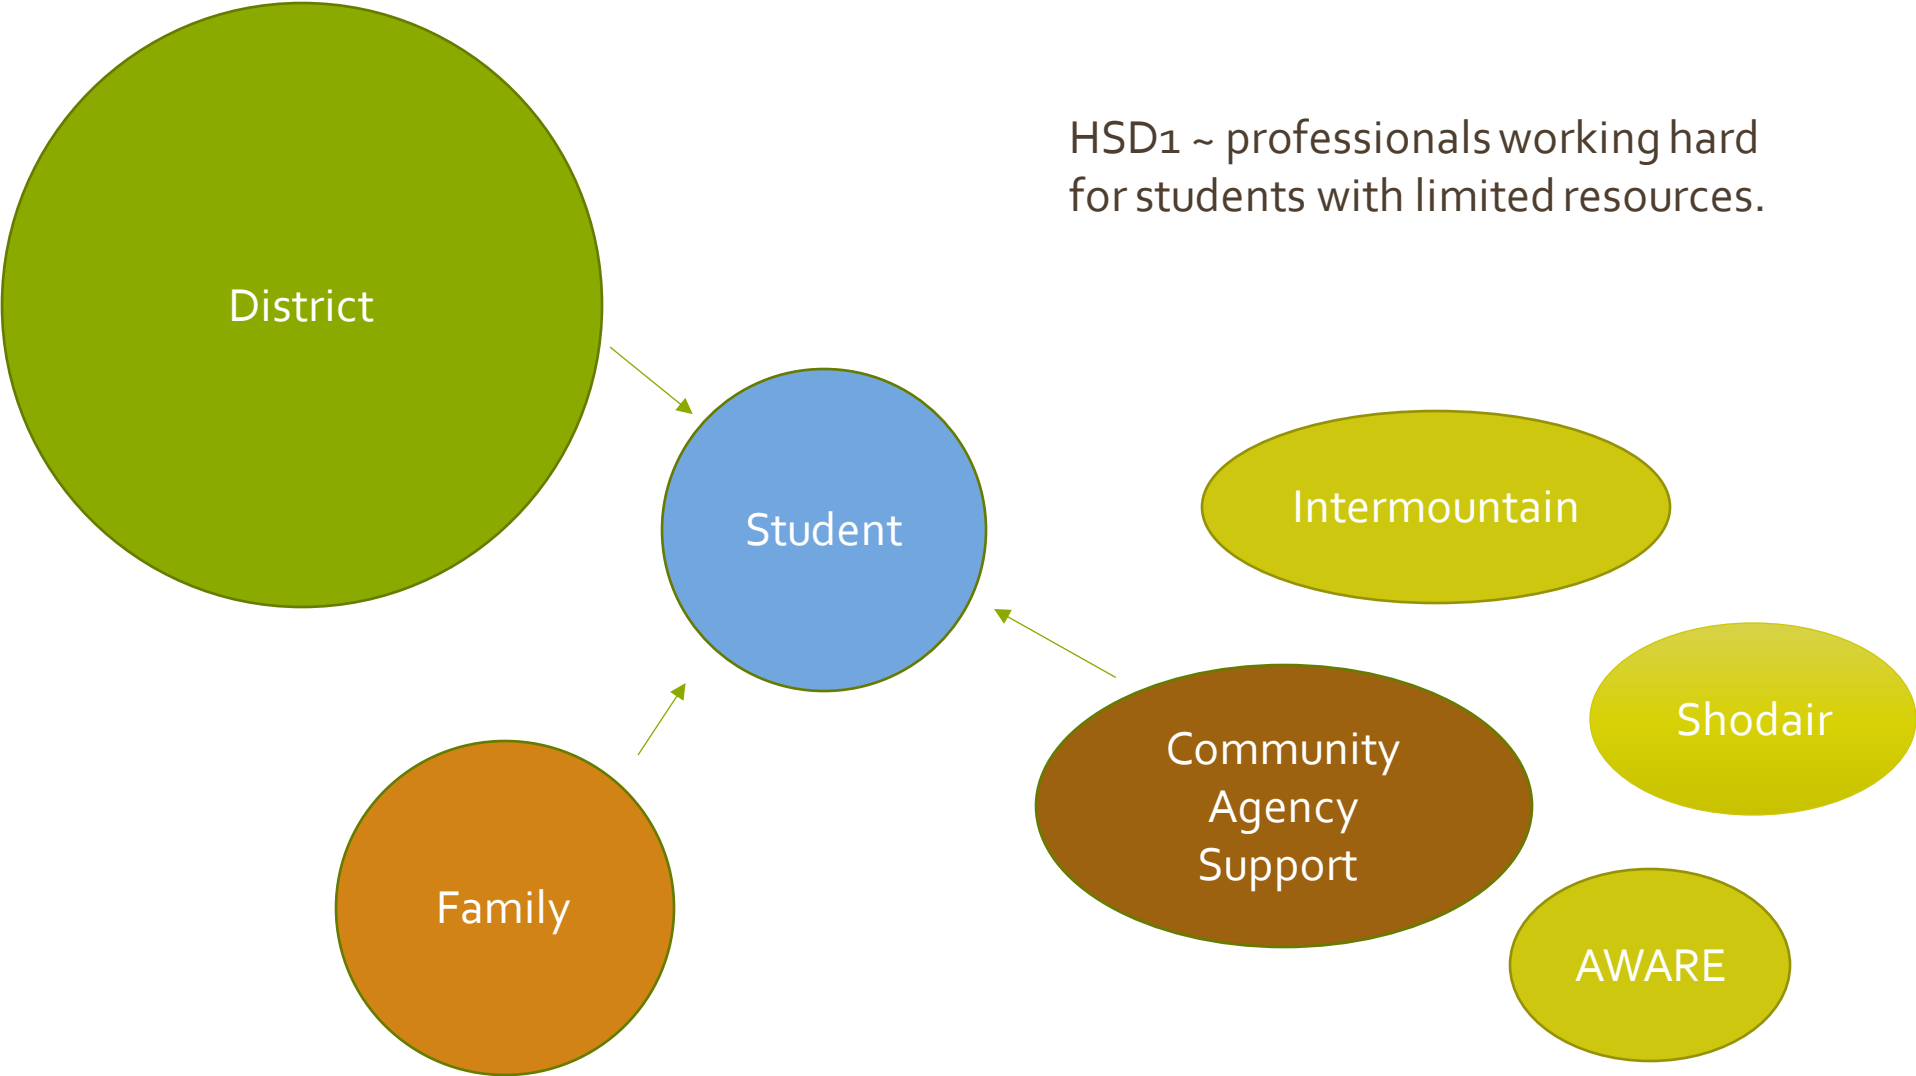 HSD1 ~ professionals working hard
for students with limited resources.
District
Student
Intermountain
Shodair
Community
Agency
Support
Family
AWARE